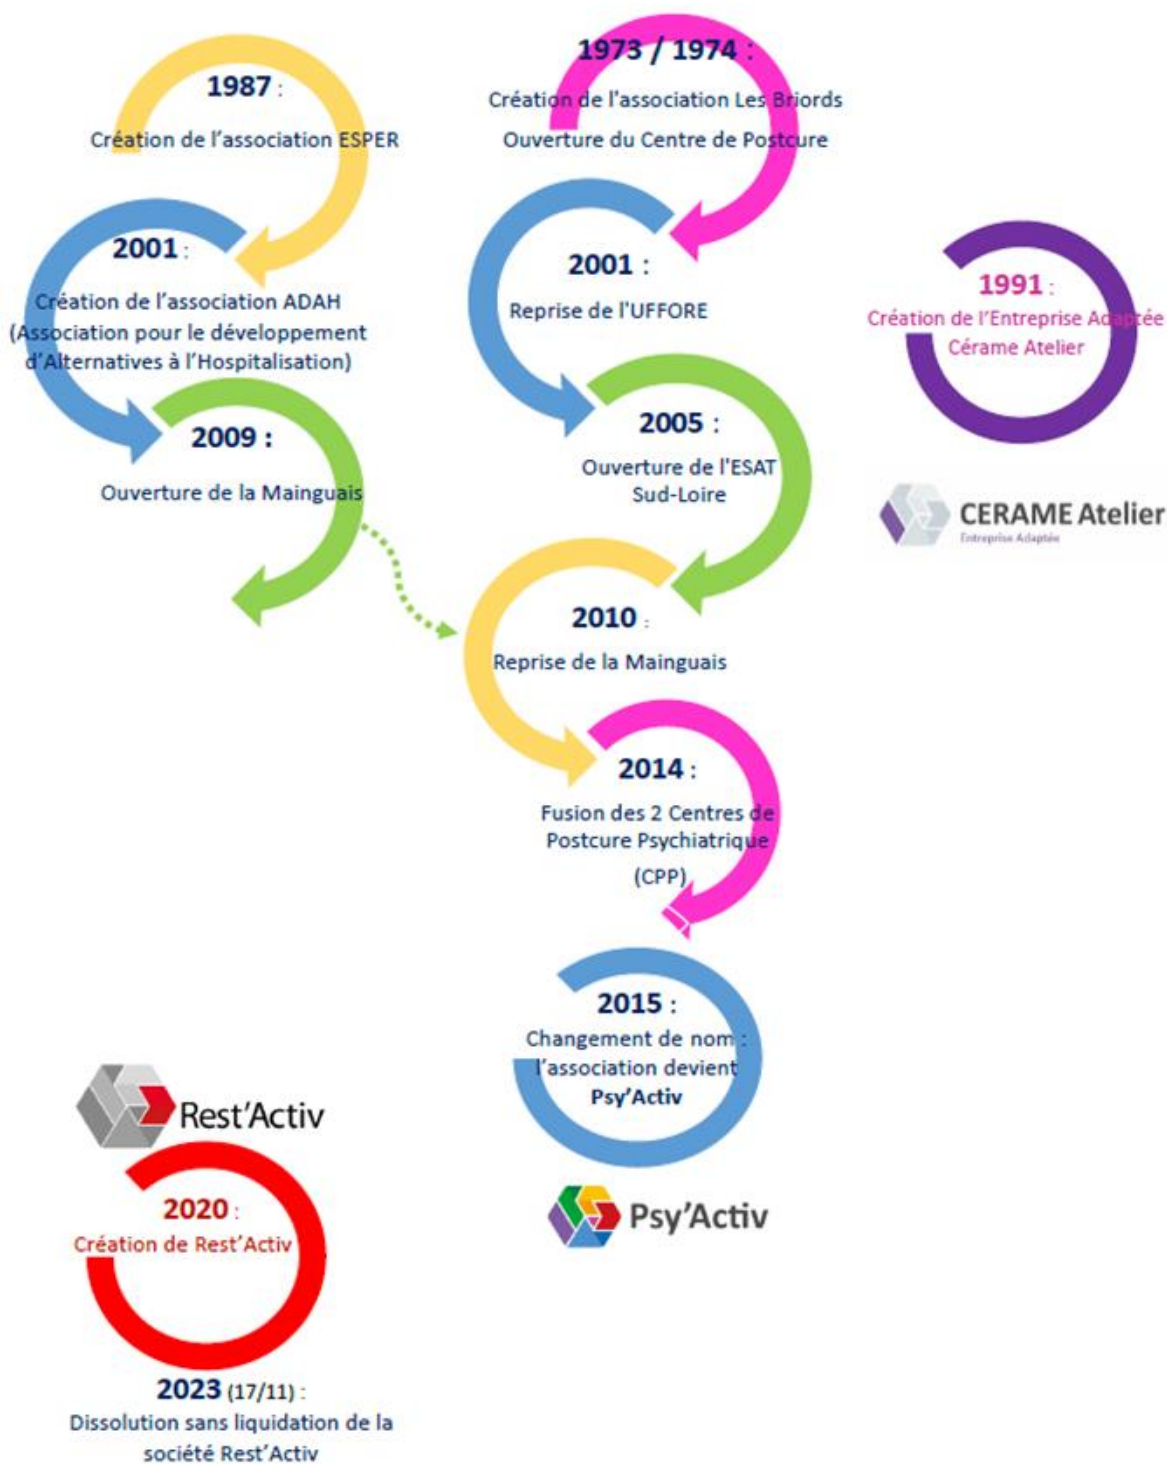 1987 :
Création de l'association ESPER
2001 :
Création de l'association ADAH
(Association pour le développement
d'Alternatives à l'Hospitalisation)
2009 :
Ouverture de la Mainguais
1973 / 1974 :
Création de l'association Les Briords
Ouverture du Centre de Postcure
2001 :
Reprise de l'UFFORE
2005 :
Ouverture de l'ESAT
Sud-Loire
2010 :
Reprise de la Mainguais
2014 :
Fusion des 2 Centres de
Postcure Psychiatrique
(CPP)
2015 :
Changement de nom :
l'association devient
Psy'Activ
Psy'Activ
1991 :
Création de l'Entreprise Adaptée
Cérame Atelier
CERAME Atelier
Entreprise Adaptée
Rest'Activ
2020 :
Création de Rest'Activ
2023 (17/11) :
Dissolution sans liquidation de la
société Rest'Activ